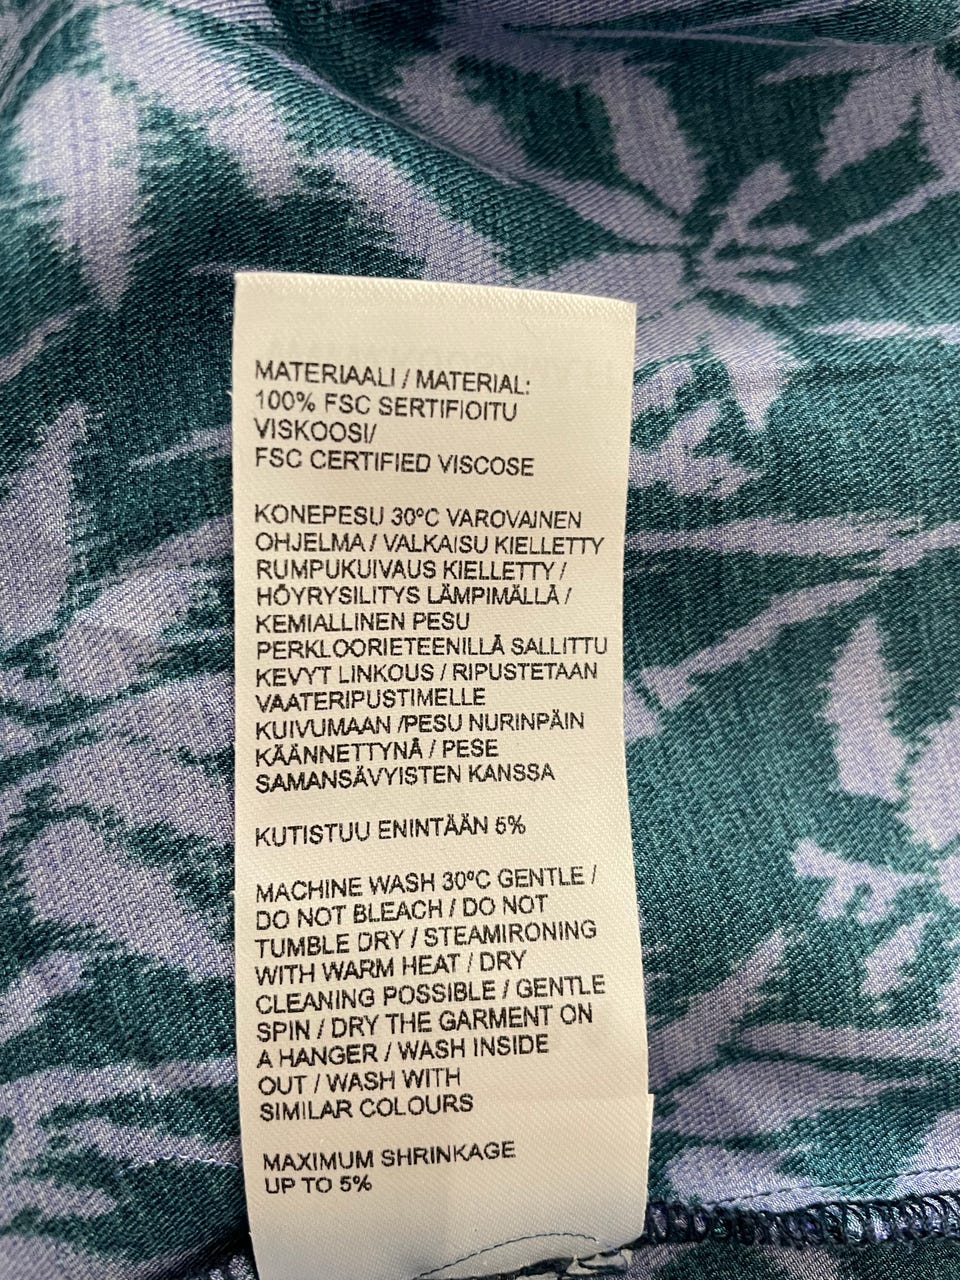 MATERIAALI / MATERIAL:
100% FSC SERTIFIOITU
VISKOOSI/
FSC CERTIFIED VISCOSE
KONEPESU 30ºC VAROVAINEN
OHJELMA / VALKAISU KIELLETTY
RUMPUKUIVAUS KIELLETTY /
HÖYRYSILITYS LÄMPIMÄLLÄ /
KEMIALLINEN PESU
PERKLOORIETEENILLÄ SALLITTU
KEVYT LINKOUS / RIPUSTETAAN
VAATERIPUSTIMELLE
KUIVUMAAN /PESU NURINPÄIN
KÄÄNNETTYNÄ / PESE
SAMANSÄVYISTEN KANSSA
KUTISTUU ENINTÄÄN 5%
MACHINE WASH 30ºC GENTLE /
DO NOT BLEACH / DO NOT
TUMBLE DRY / STEAMIRONING
WITH WARM HEAT / DRY
CLEANING POSSIBLE / GENTLE
SPIN / DRY THE GARMENT ON
A HANGER / WASH INSIDE
OUT / WASH WITH
SIMILAR COLOURS
MAXIMUM SHRINKAGE
UP TO 5%